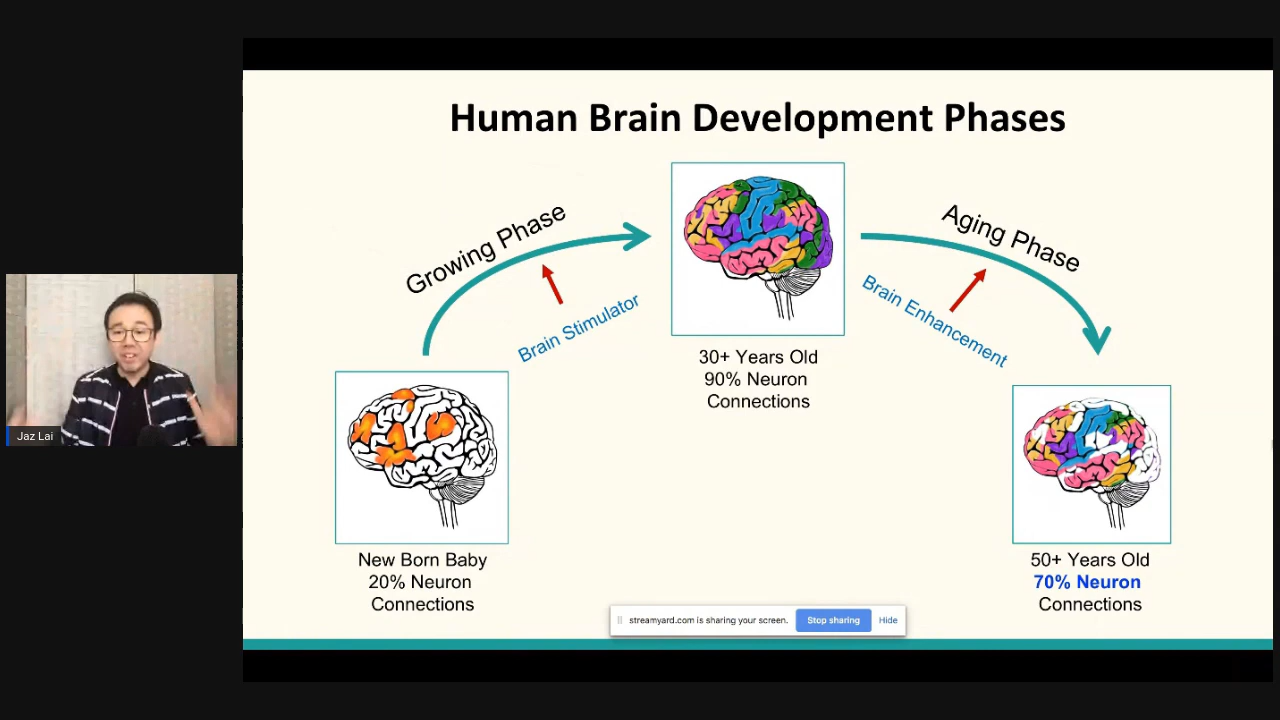 Human Brain Development Phases
Growing Phase
Aging Phase
Brain Stimulator
Brain Enhancement
30+ Years Old
90% Neuron
Connections
Jaz Lai
New Born Baby
20% Neuron
Connections
50+ Years Old
70% Neuron
Connections
streamyard.com is sharing your screen. Stop sharing Hide